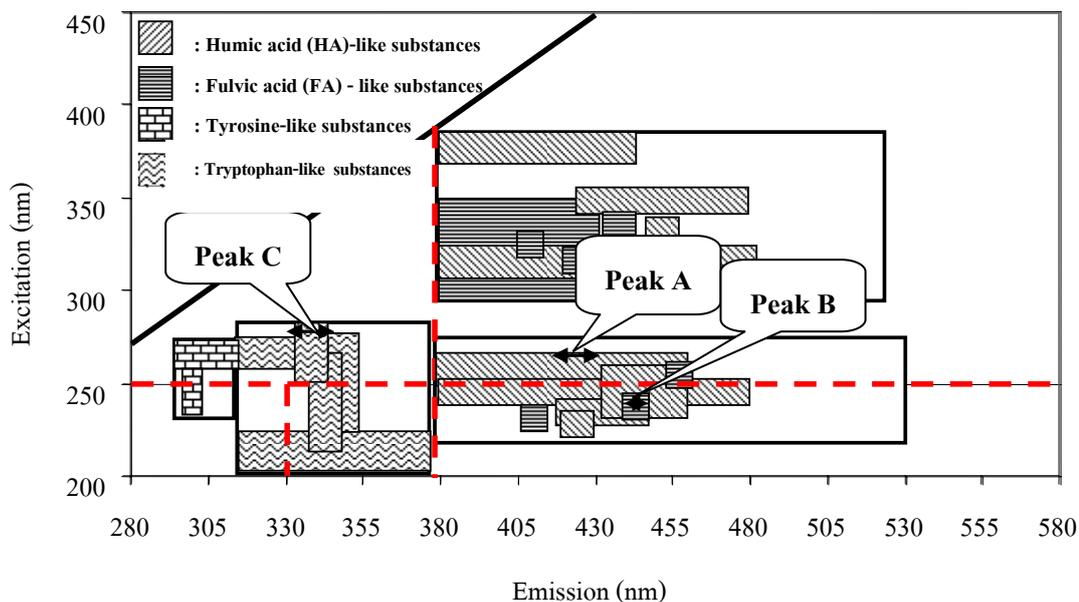 Excitation (nm)
450
400
350
300
250
200
: Humic acid (HA)-like substances
: Fulvic acid (FA) - like substances
: Tyrosine-like substances
: Tryptophan-like substances
Peak C
Peak A
Peak B
280 305 330 355 380 405 430 455 480 505 530 580
Emission (nm)